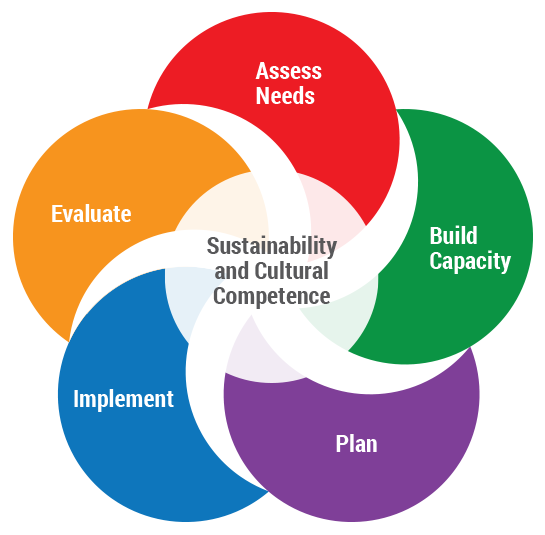 Assess
Needs
Build
Capacity
Plan
Implement
Evaluate
Sustainability
and Cultural
Competence